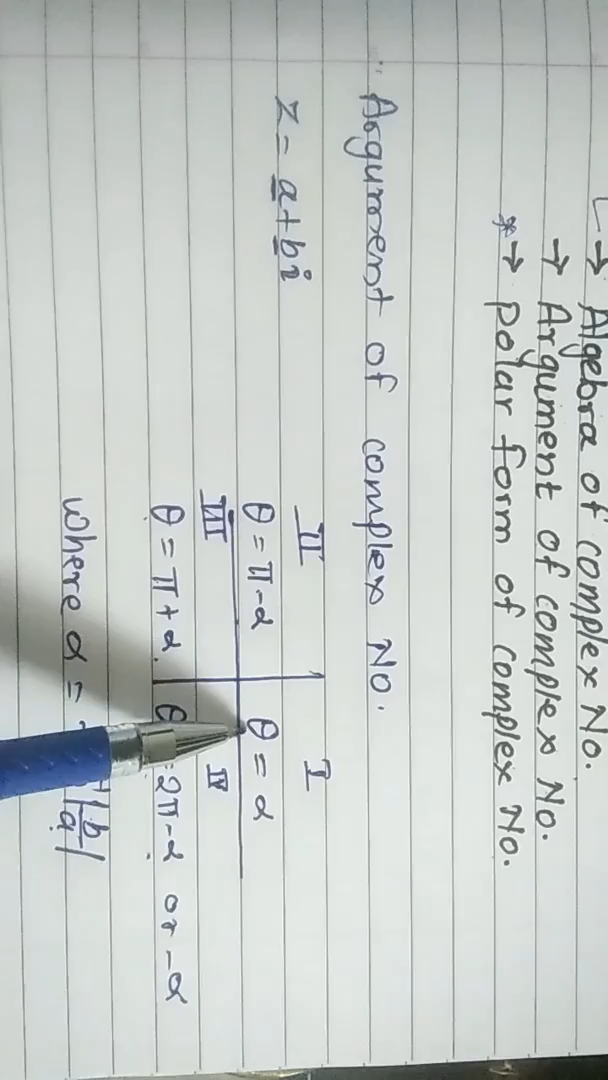 → Algebra of complex No.
→ Argument of complex No.
* → Polar form of complex No.
Argument of complex No.
z = a+bi
II I
θ = π-α θ = α
III IV
θ = π+α θ =2π-α or -α
where α = |b/a|